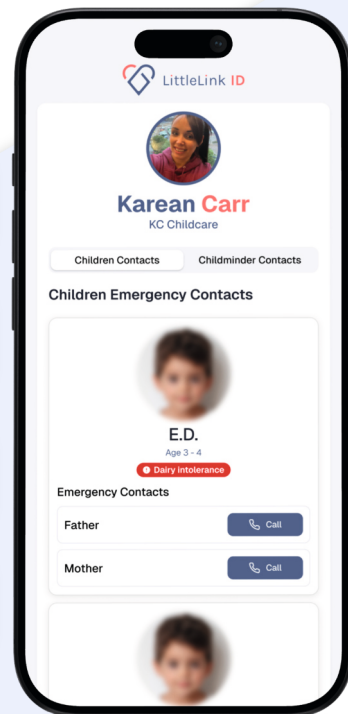 LittleLink ID
Karean Carr
KC Childcare
Children Contacts
Childminder Contacts
Children Emergency Contacts
E.D.
Age 3 - 4
Dairy intolerance
Emergency Contacts
Father
Call
Mother
Call